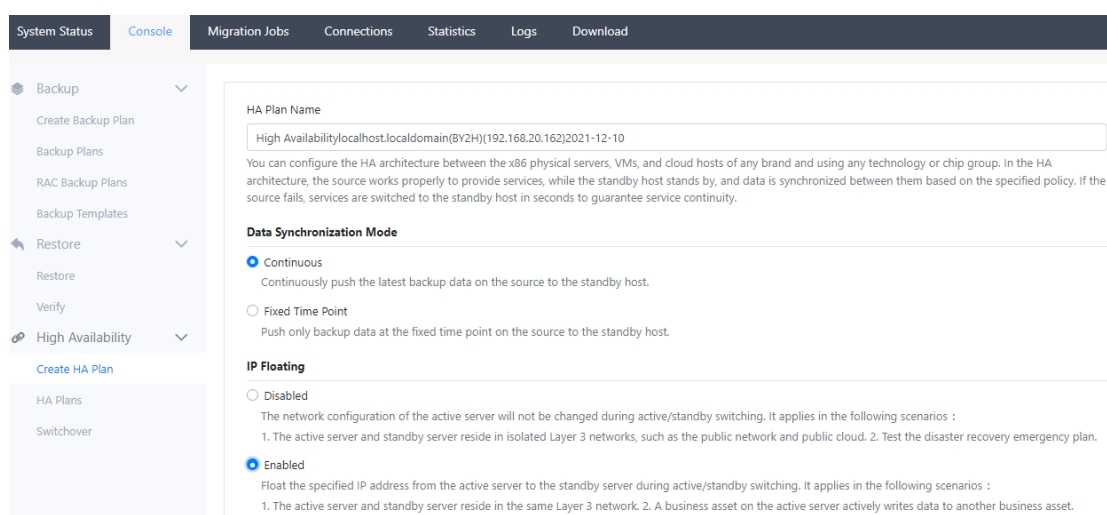 System Status Console Migration Jobs Connections Statistics Logs Download
Backup
Create Backup Plan
Backup Plans
RAC Backup Plans
Backup Templates
Restore
Restore
Verify
High Availability
Create HA Plan
HA Plans
Switchover
HA Plan Name
High Availabilitylocalhost.localdomain(BY2H)(192.168.20.162)2021-12-10
You can configure the HA architecture between the x86 physical servers, VMs, and cloud hosts of any brand and using any technology or chip group. In the HA
architecture, the source works properly to provide services, while the standby host stands by, and data is synchronized between them based on the specified policy. If the
source fails, services are switched to the standby host in seconds to guarantee service continuity.
Data Synchronization Mode
Continuous
Continuously push the latest backup data on the source to the standby host.
Fixed Time Point
Push only backup data at the fixed time point on the source to the standby host.
IP Floating
Disabled
The network configuration of the active server will not be changed during active/standby switching. It applies in the following scenarios：
1. The active server and standby server reside in isolated Layer 3 networks, such as the public network and public cloud. 2. Test the disaster recovery emergency plan.
Enabled
Float the specified IP address from the active server to the standby server during active/standby switching. It applies in the following scenarios：
1. The active server and standby server reside in the same Layer 3 network. 2. A business asset on the active server actively writes data to another business asset.